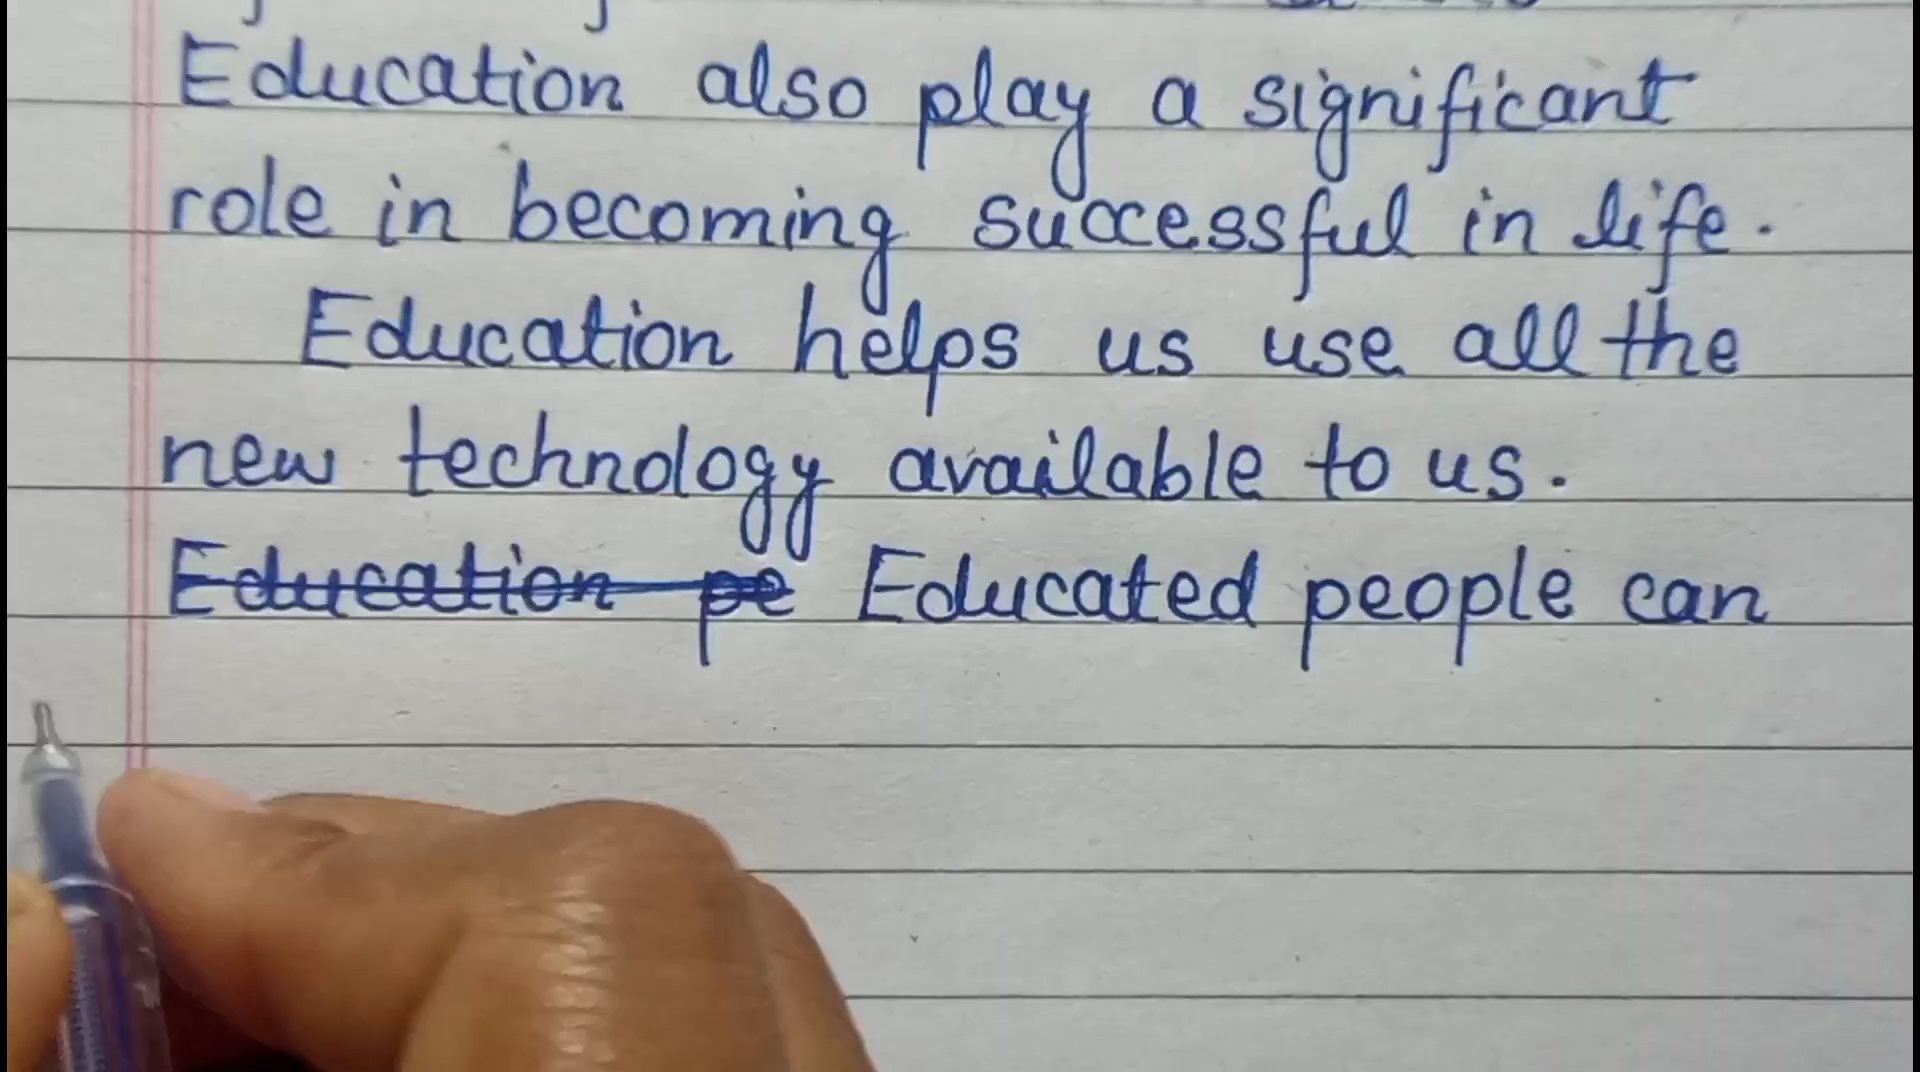 Education also play a significant
role in becoming successful in life.
Education helps us use all the
new technology available to us.
Education pe Educated people can